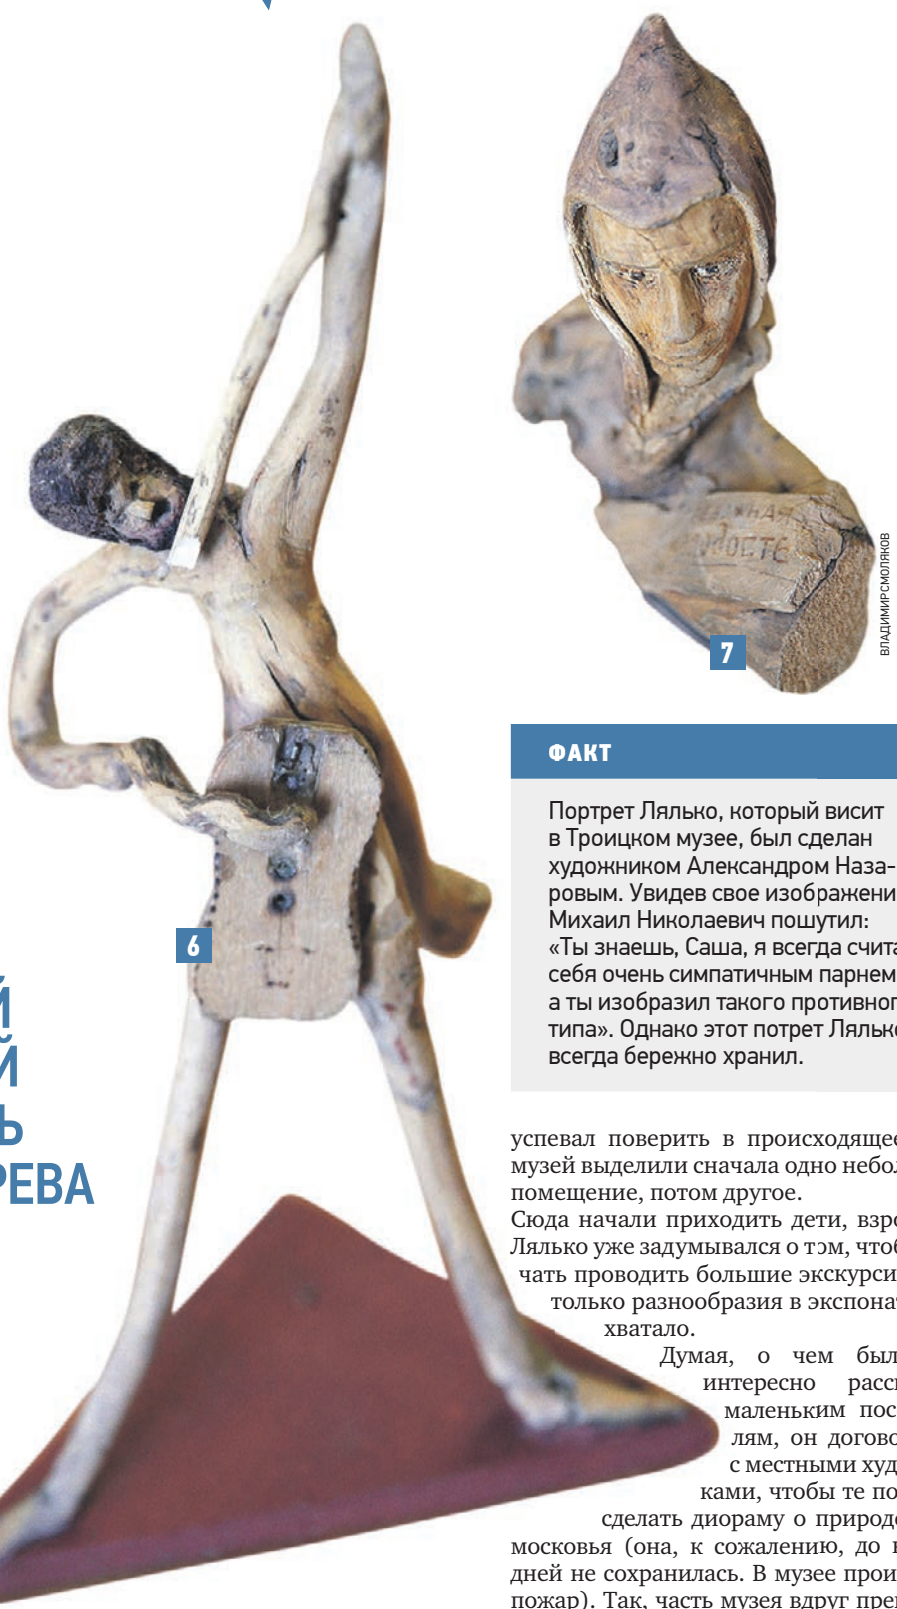 ВЛАДИМИР СМОЛЯКОВ
7
6
РЕВА
ФАКТ
Портрет Лялько, который висит
в Троицком музее, был сделан
художником Александром Наза-
ровым. Увидев свое изображени
Михаил Николаевич пошутил:
«Ты знаешь, Саша, я всегда счита
себя очень симпатичным парнем
а ты изобразил такого противног
типа». Однако этот потрет Лялько
всегда бережно хранил.
успевал поверить в происходящее
музей выделили сначала одно небол
помещение, потом другое.
Сюда начали приходить дети, взро
Лялько уже задумывался о том, чтоб
чать проводить большие экскурси
только разнообразия в экспонат
хватало.
Думая, о чем был
интересно расс
маленьким пос
лям, он догово
с местными худ
ками, чтобы те по
сделать диораму о природе
московья (она, к сожалению, до н
дней не сохранилась. В музее прои
пожар). Так, часть музея вдруг пре